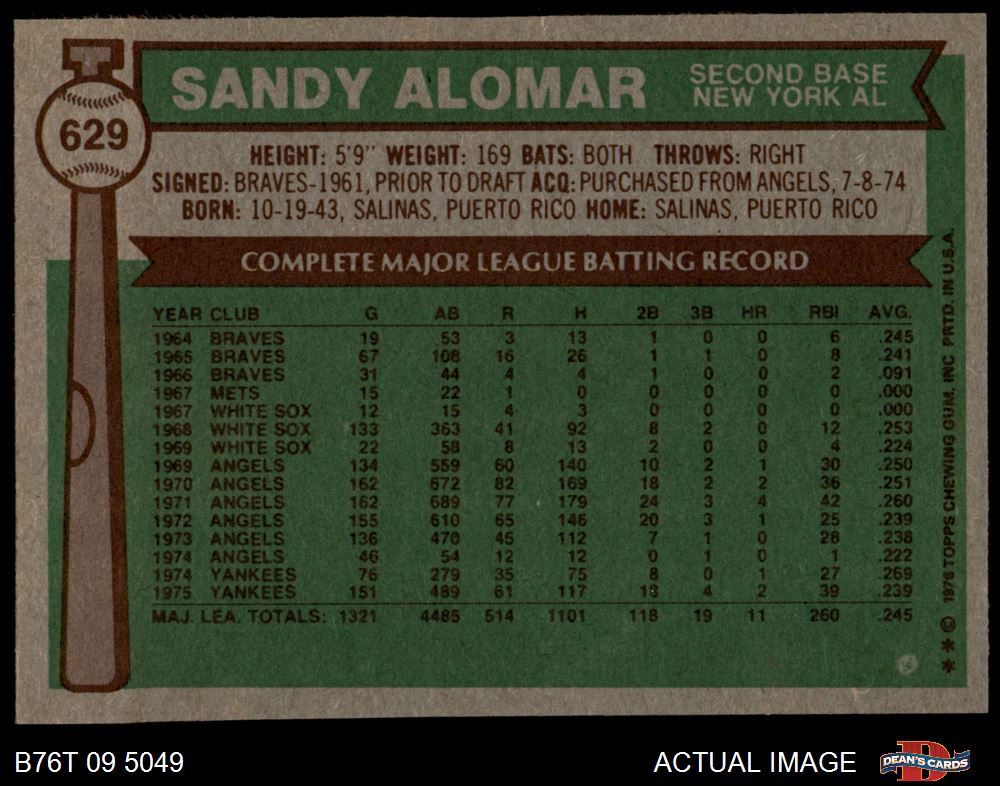 SANDY ALOMAR
SECOND BASE
NEW YORK AL
629
HEIGHT: 5'9" WEIGHT: 169 BATS: BOTH THROWS: RIGHT
SIGNED: BRAVES-1961, PRIOR TO DRAFT ACQ: PURCHASED FROM ANGELS, 7-8-74
BORN: 10-19-43, SALINAS, PUERTO RICO HOME: SALINAS, PUERTO RICO
COMPLETE MAJOR LEAGUE BATTING RECORD
YEAR CLUB G AB R H 2B 3B HR RBI AVG.
1964 BRAVES 19 53 3 13 1 0 0 6 .245
1965 BRAVES 67 108 16 26 1 1 0 8 .241
1966 BRAVES 31 44 4 4 1 0 0 2 .091
1967 METS 15 22 1 0 0 0 0 0 .000
1967 WHITE SOX 12 15 4 3 0 0 0 0 .000
1968 WHITE SOX 133 363 41 92 8 2 0 12 .253
1969 WHITE SOX 22 58 8 13 2 0 0 4 .224
1969 ANGELS 134 559 60 140 10 2 1 30 .250
1970 ANGELS 162 672 82 169 18 2 2 36 .251
1971 ANGELS 162 689 77 179 24 3 4 42 .260
1972 ANGELS 155 610 65 146 20 3 1 25 .239
1973 ANGELS 136 470 45 112 7 1 0 28 .238
1974 ANGELS 46 54 12 12 0 1 0 1 .222
1974 YANKEES 76 279 35 75 8 0 1 27 .269
1975 YANKEES 151 489 61 117 18 4 2 39 .239
MAJ. LEA. TOTALS: 1321 4485 514 1101 118 19 11 260 .245
* * © 1976 TOPPS CHEWING GUM, INC PRTD. IN U.S.A.
B76T 09 5049
ACTUAL IMAGE
DEAN'S CARDS